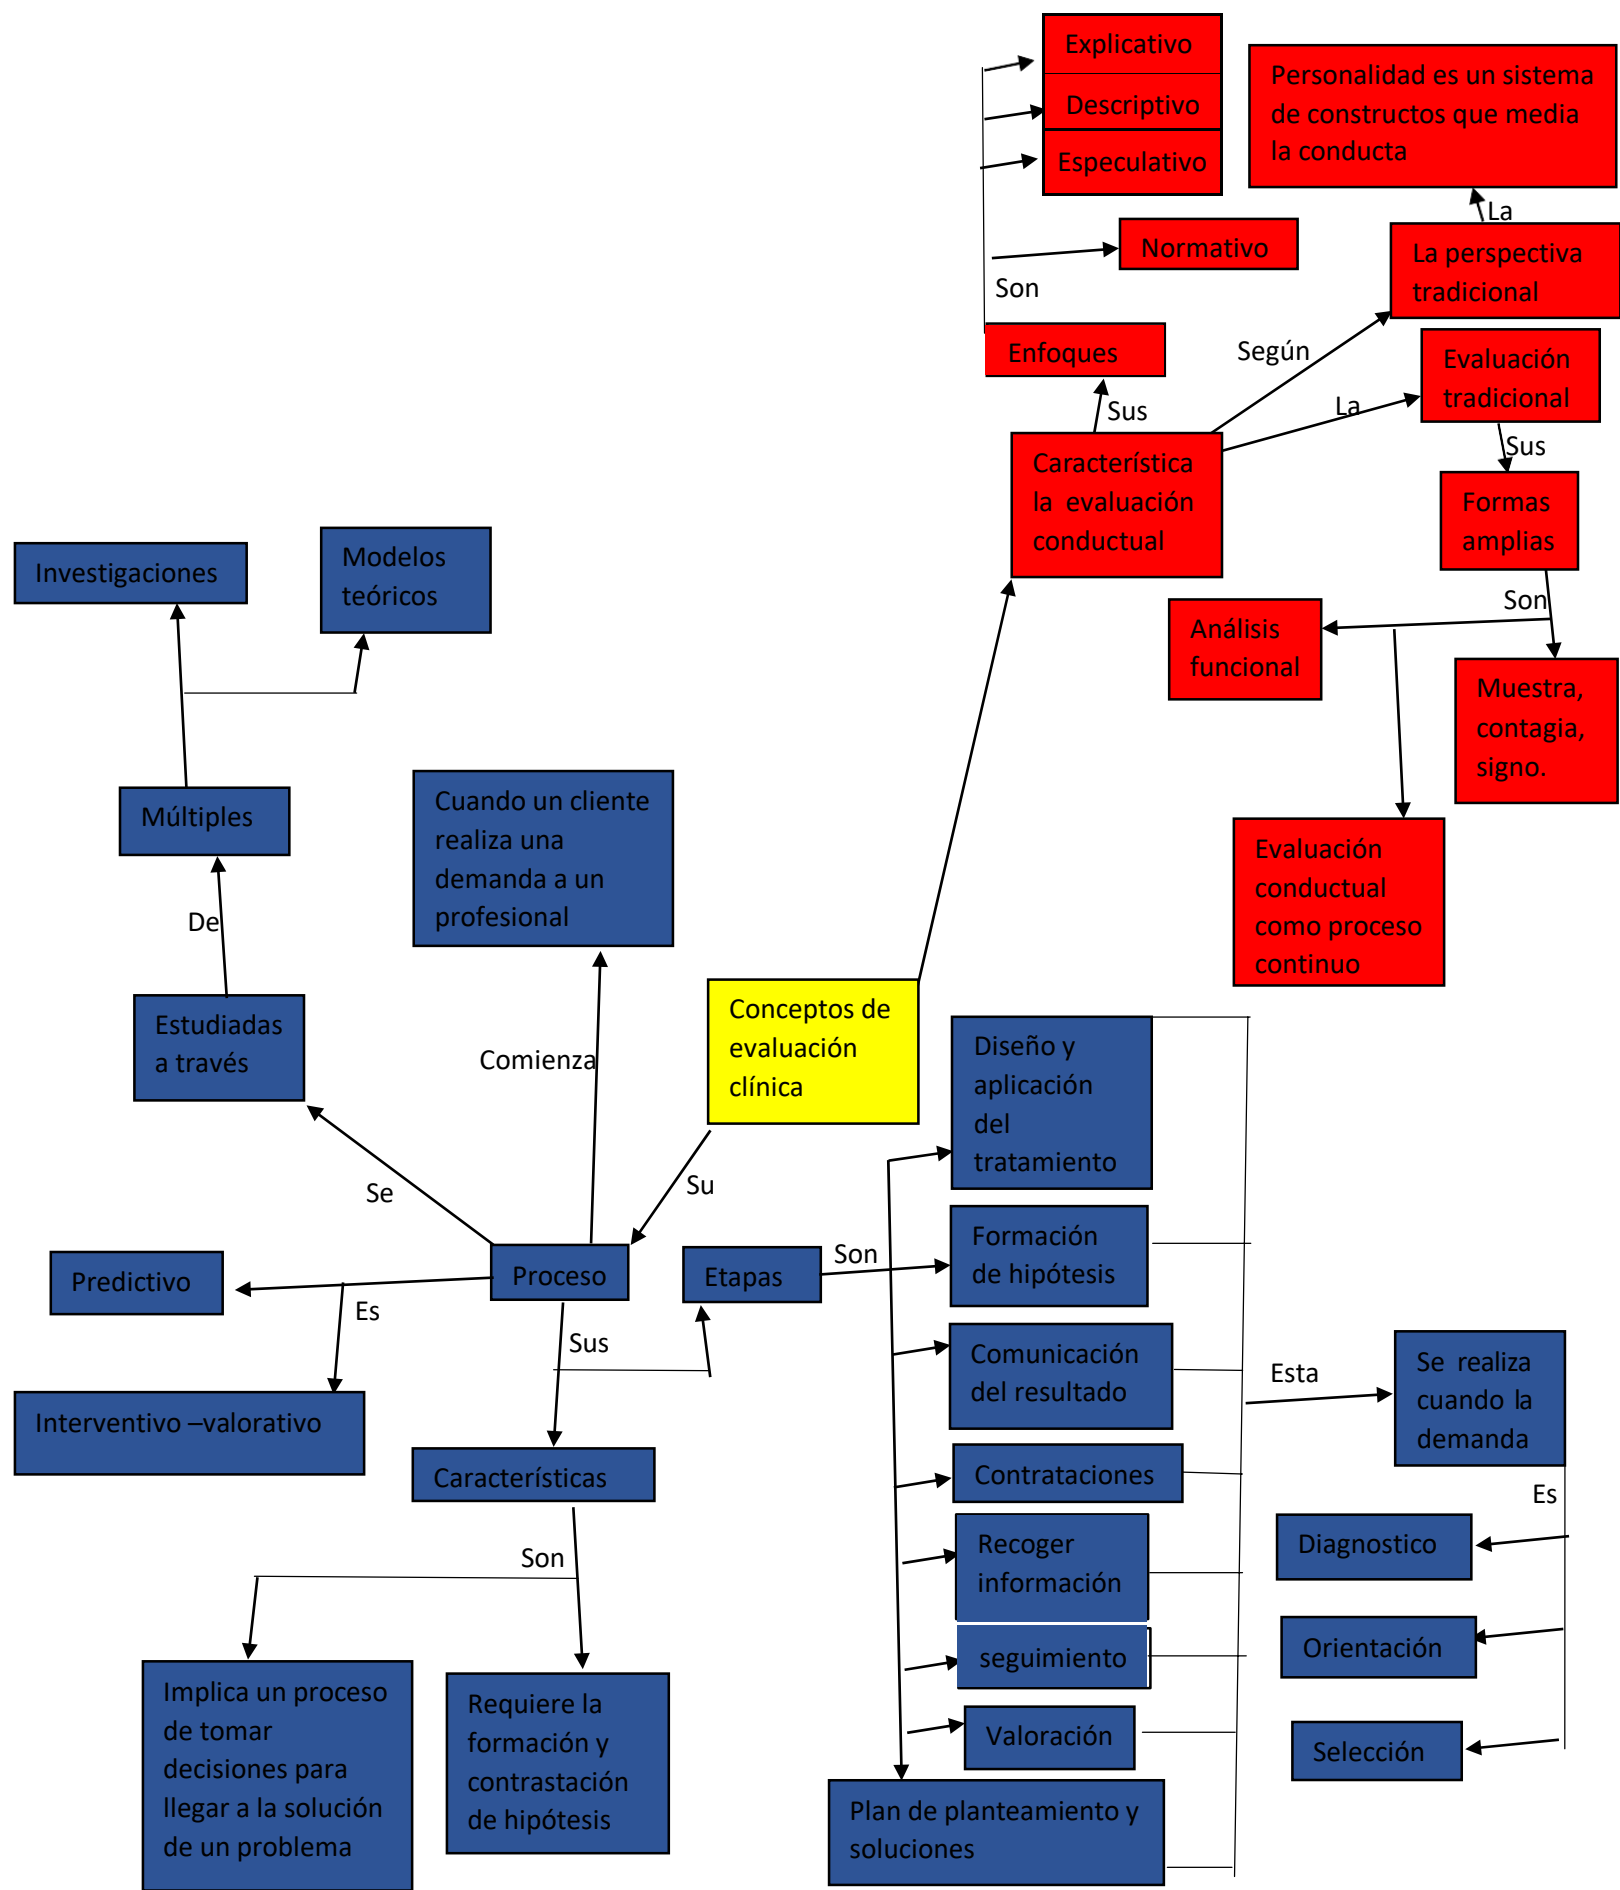 Explicativo
Descriptivo
Especulativo
Personalidad es un sistema
de constructos que media
la conducta
La
Normativo
La perspectiva
tradicional
Son
Enfoques
Según
Evaluación
tradicional
Sus
La
Sus
Característica
la evaluación
conductual
Formas
amplias
Son
Análisis
funcional
Muestra,
contagia,
signo.
Evaluación
conductual
como proceso
continuo
Investigaciones
Modelos
teóricos
Múltiples
Cuando un cliente
realiza una
demanda a un
profesional
De
Estudiadas
a través
Comienza
Conceptos de
evaluación
clínica
Se
Su
Predictivo
Proceso
Es
Sus
Interventivo –valorativo
Etapas
Son
Características
Son
Implica un proceso
de tomar
decisiones para
llegar a la solución
de un problema
Requiere la
formación y
contrastación
de hipótesis
Diseño y
aplicación
del
tratamiento
Formación
de hipótesis
Comunicación
del resultado
Contrataciones
Recoger
información
seguimiento
Valoración
Plan de planteamiento y
soluciones
Esta
Se realiza
cuando la
demanda
Es
Diagnostico
Orientación
Selección